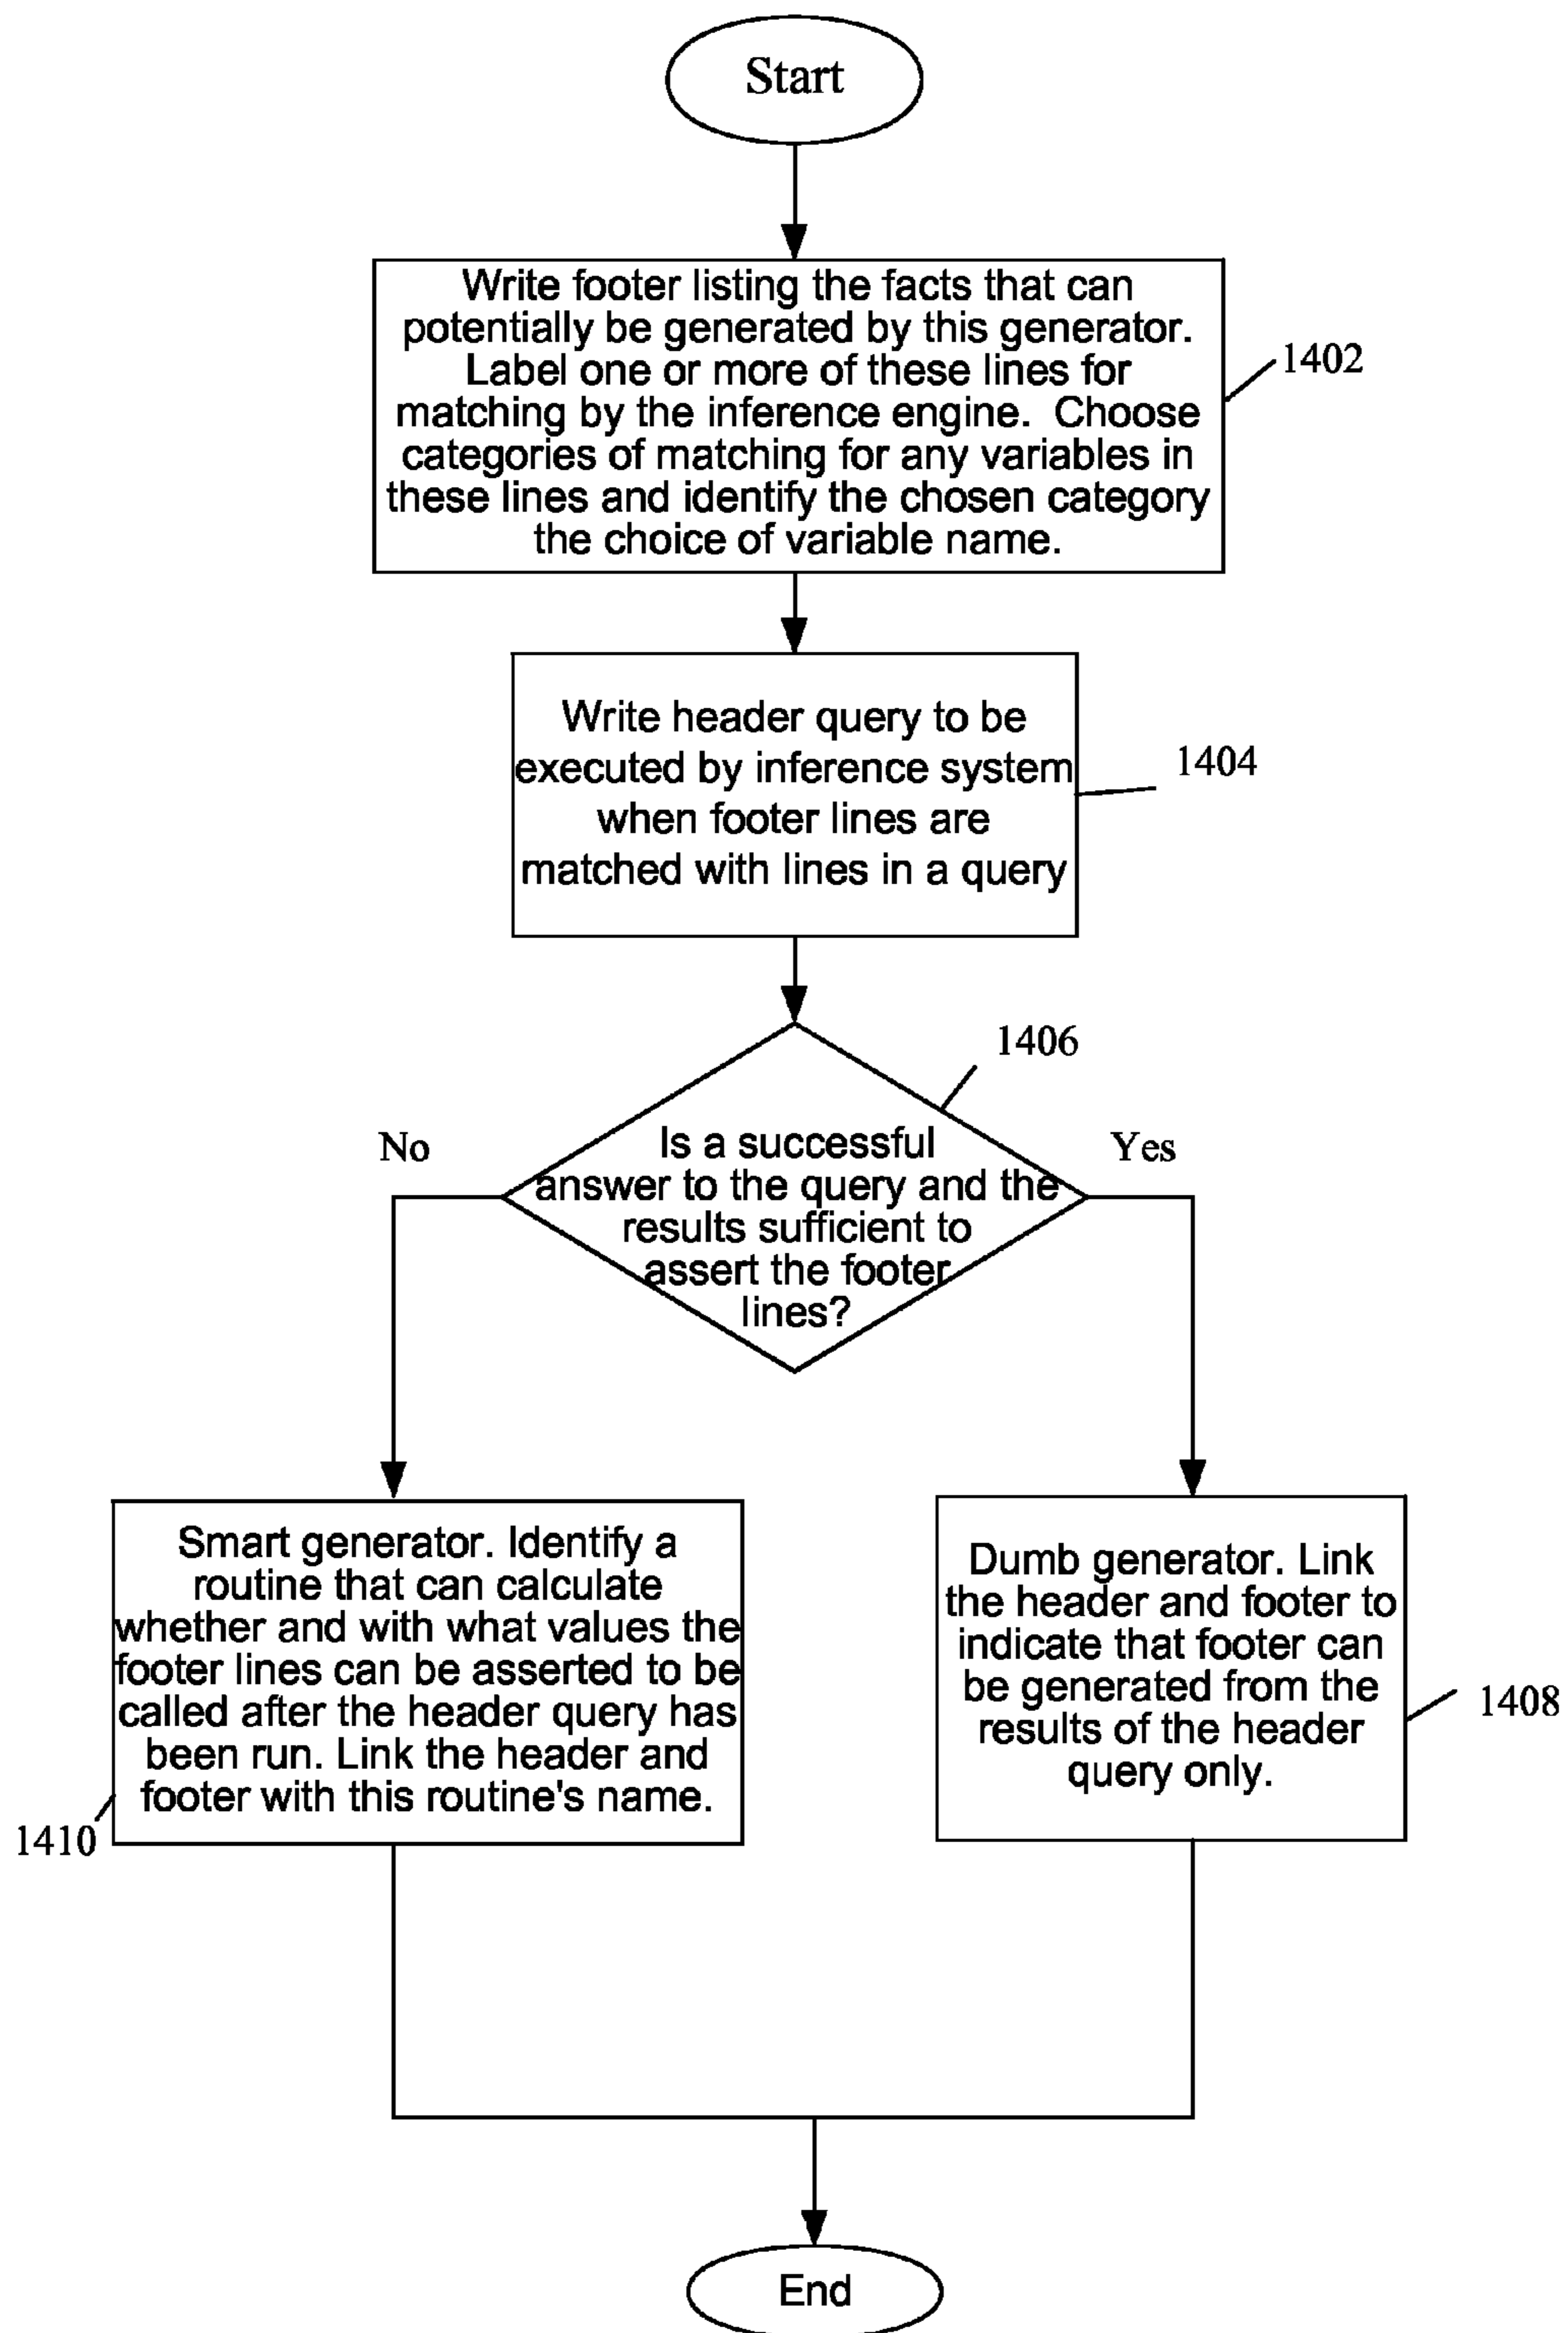 Start
Write footer listing the facts that can
potentially be generated by this generator.
Label one or more of these lines for
matching by the inference engine. Choose
categories of matching for any variables in
these lines and identify the chosen category
the choice of variable name.
1402
Write header query to be
executed by inference system
when footer lines are
matched with lines in a query
1404
1406
No
Yes
Is a successful
answer to the query and the
results sufficient to
assert the footer
lines?
Smart generator. Identify a
routine that can calculate
whether and with what values the
footer lines can be asserted to be
called after the header query has
been run. Link the header and
footer with this routine's name.
1410
Dumb generator. Link
the header and footer to
indicate that footer can
be generated from the
results of the header
query only.
1408
End